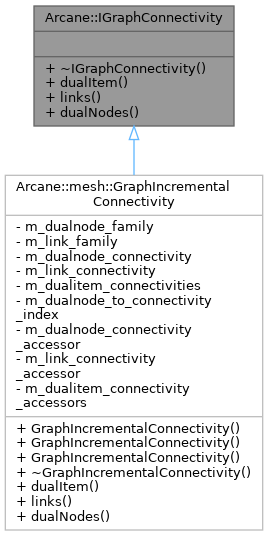 Arcane::IGraphConnectivity
+ ~IGraphConnectivity()
+ dualItem()
+ links()
+ dualNodes()
Arcane::mesh::GraphIncremental
Connectivity
- m_dualnode_family
- m_link_family
- m_dualnode_connectivity
- m_link_connectivity
- m_dualitem_connectivities
- m_dualnode_to_connectivity
_index
- m_dualnode_connectivity
_accessor
- m_link_connectivity
_accessor
- m_dualitem_connectivity
_accessors
+ GraphIncrementalConnectivity()
+ GraphIncrementalConnectivity()
+ GraphIncrementalConnectivity()
+ ~GraphIncrementalConnectivity()
+ dualItem()
+ links()
+ dualNodes()